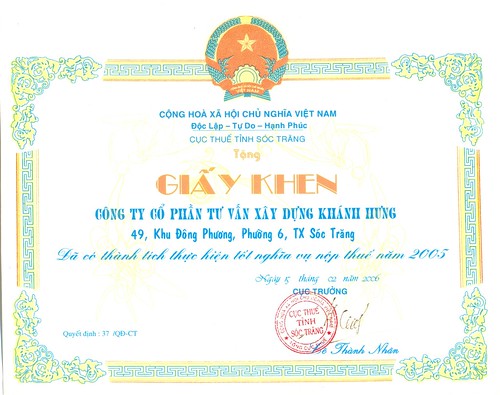 CỘNG HOÀ XÃ HỘI CHỦ NGHĨA VIỆT NAM
Độc Lập – Tự Do – Hạnh Phúc
CỤC THUẾ TỈNH SÓC TRĂNG
Tặng
GIẤY KHEN
CÔNG TY CỔ PHẦN TƯ VẤN XÂY DỰNG KHÁNH HƯNG
49, Khu Đông Phương, Phường 6, TX Sóc Trăng
Đã có thành tích thực hiện tốt nghĩa vụ nộp thuế năm 2005
Ngày 15 tháng 02 năm 2006
CỤC TRƯỞNG
CỤC THUẾ
TỈNH
SÓC TRĂNG
Quyết định : 37 /QĐ-CT
Hồ Thành Nhân